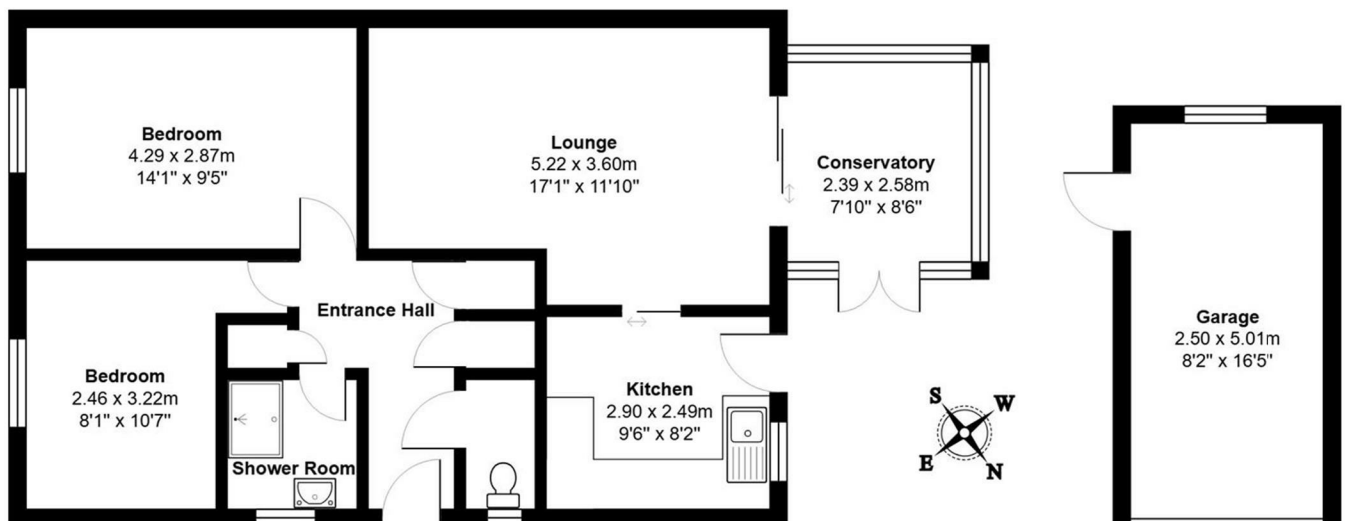 Bedroom
4.29 x 2.87m
14'1" x 9'5"
Lounge
5.22 x 3.60m
17'1" x 11'10"
Conservatory
2.39 x 2.58m
7'10" x 8'6"
Entrance Hall
Bedroom
2.46 x 3.22m
8'1" x 10'7"
Shower Room
Kitchen
2.90 x 2.49m
9'6" x 8'2"
S
W
E
N
Garage
2.50 x 5.01m
8'2" x 16'5"